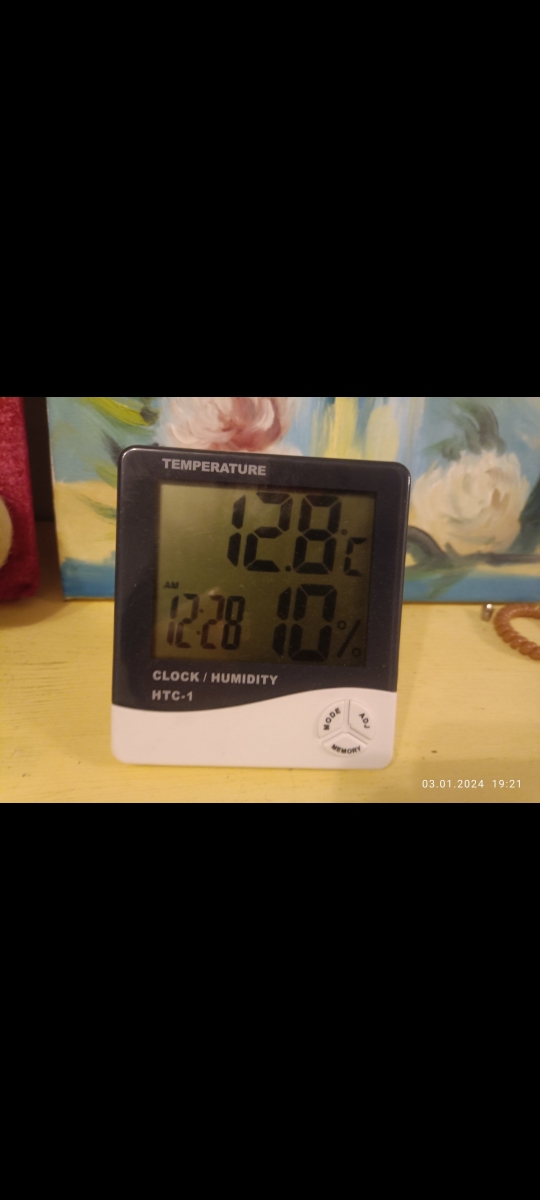 TEMPERATURE
12.8°C
AM
12:28 10%
CLOCK / HUMIDITY
HTC-1
MODE ADJ
MEMORY
03.01.2024 19:21